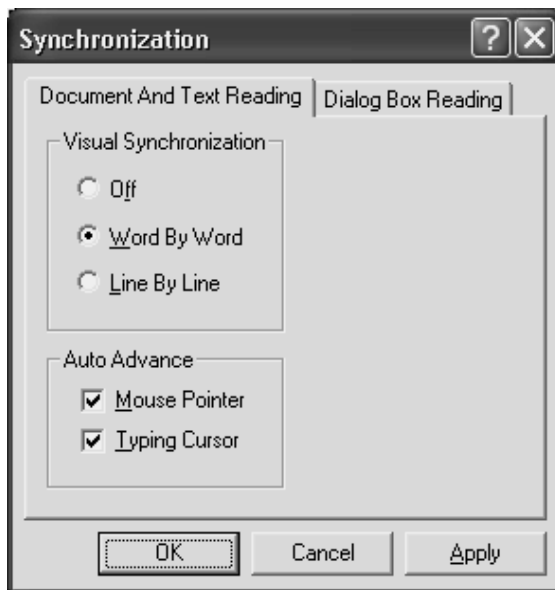 Synchronization
Document And Text Reading Dialog Box Reading
Visual Synchronization
Off
Word By Word
Line By Line
Auto Advance
Mouse Pointer
Typing Cursor
OK Cancel Apply